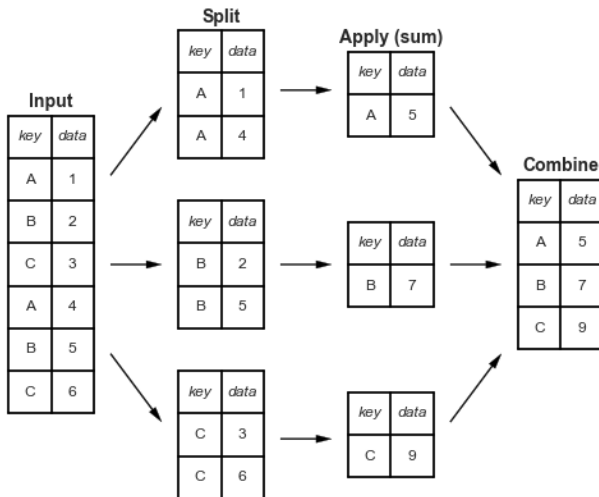 Input
key data
A 1
B 2
C 3
A 4
B 5
C 6
Split
key data
A 1
A 4
key data
B 2
B 5
key data
C 3
C 6
Apply (sum)
key data
A 5
key data
B 7
key data
C 9
Combine
key data
A 5
B 7
C 9